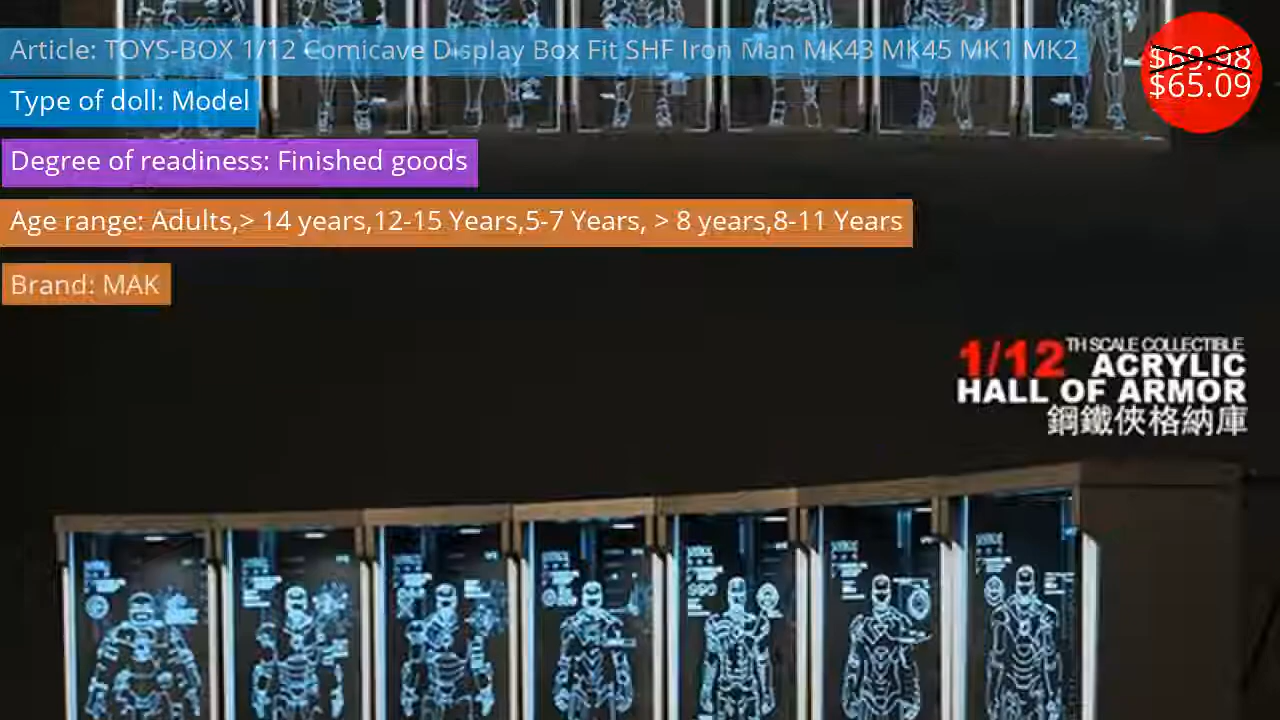 Article: TOYS-BOX 1/12 Comicave Display Box Fit SHF Iron Man MK43 MK45 MK1 MK2
$69.98
$65.09
Type of doll: Model
Degree of readiness: Finished goods
Age range: Adults,> 14 years,12-15 Years,5-7 Years, > 8 years,8-11 Years
Brand: MAK
1/12 TH SCALE COLLECTIBLE
ACRYLIC
HALL OF ARMOR
鋼鐵俠格納庫